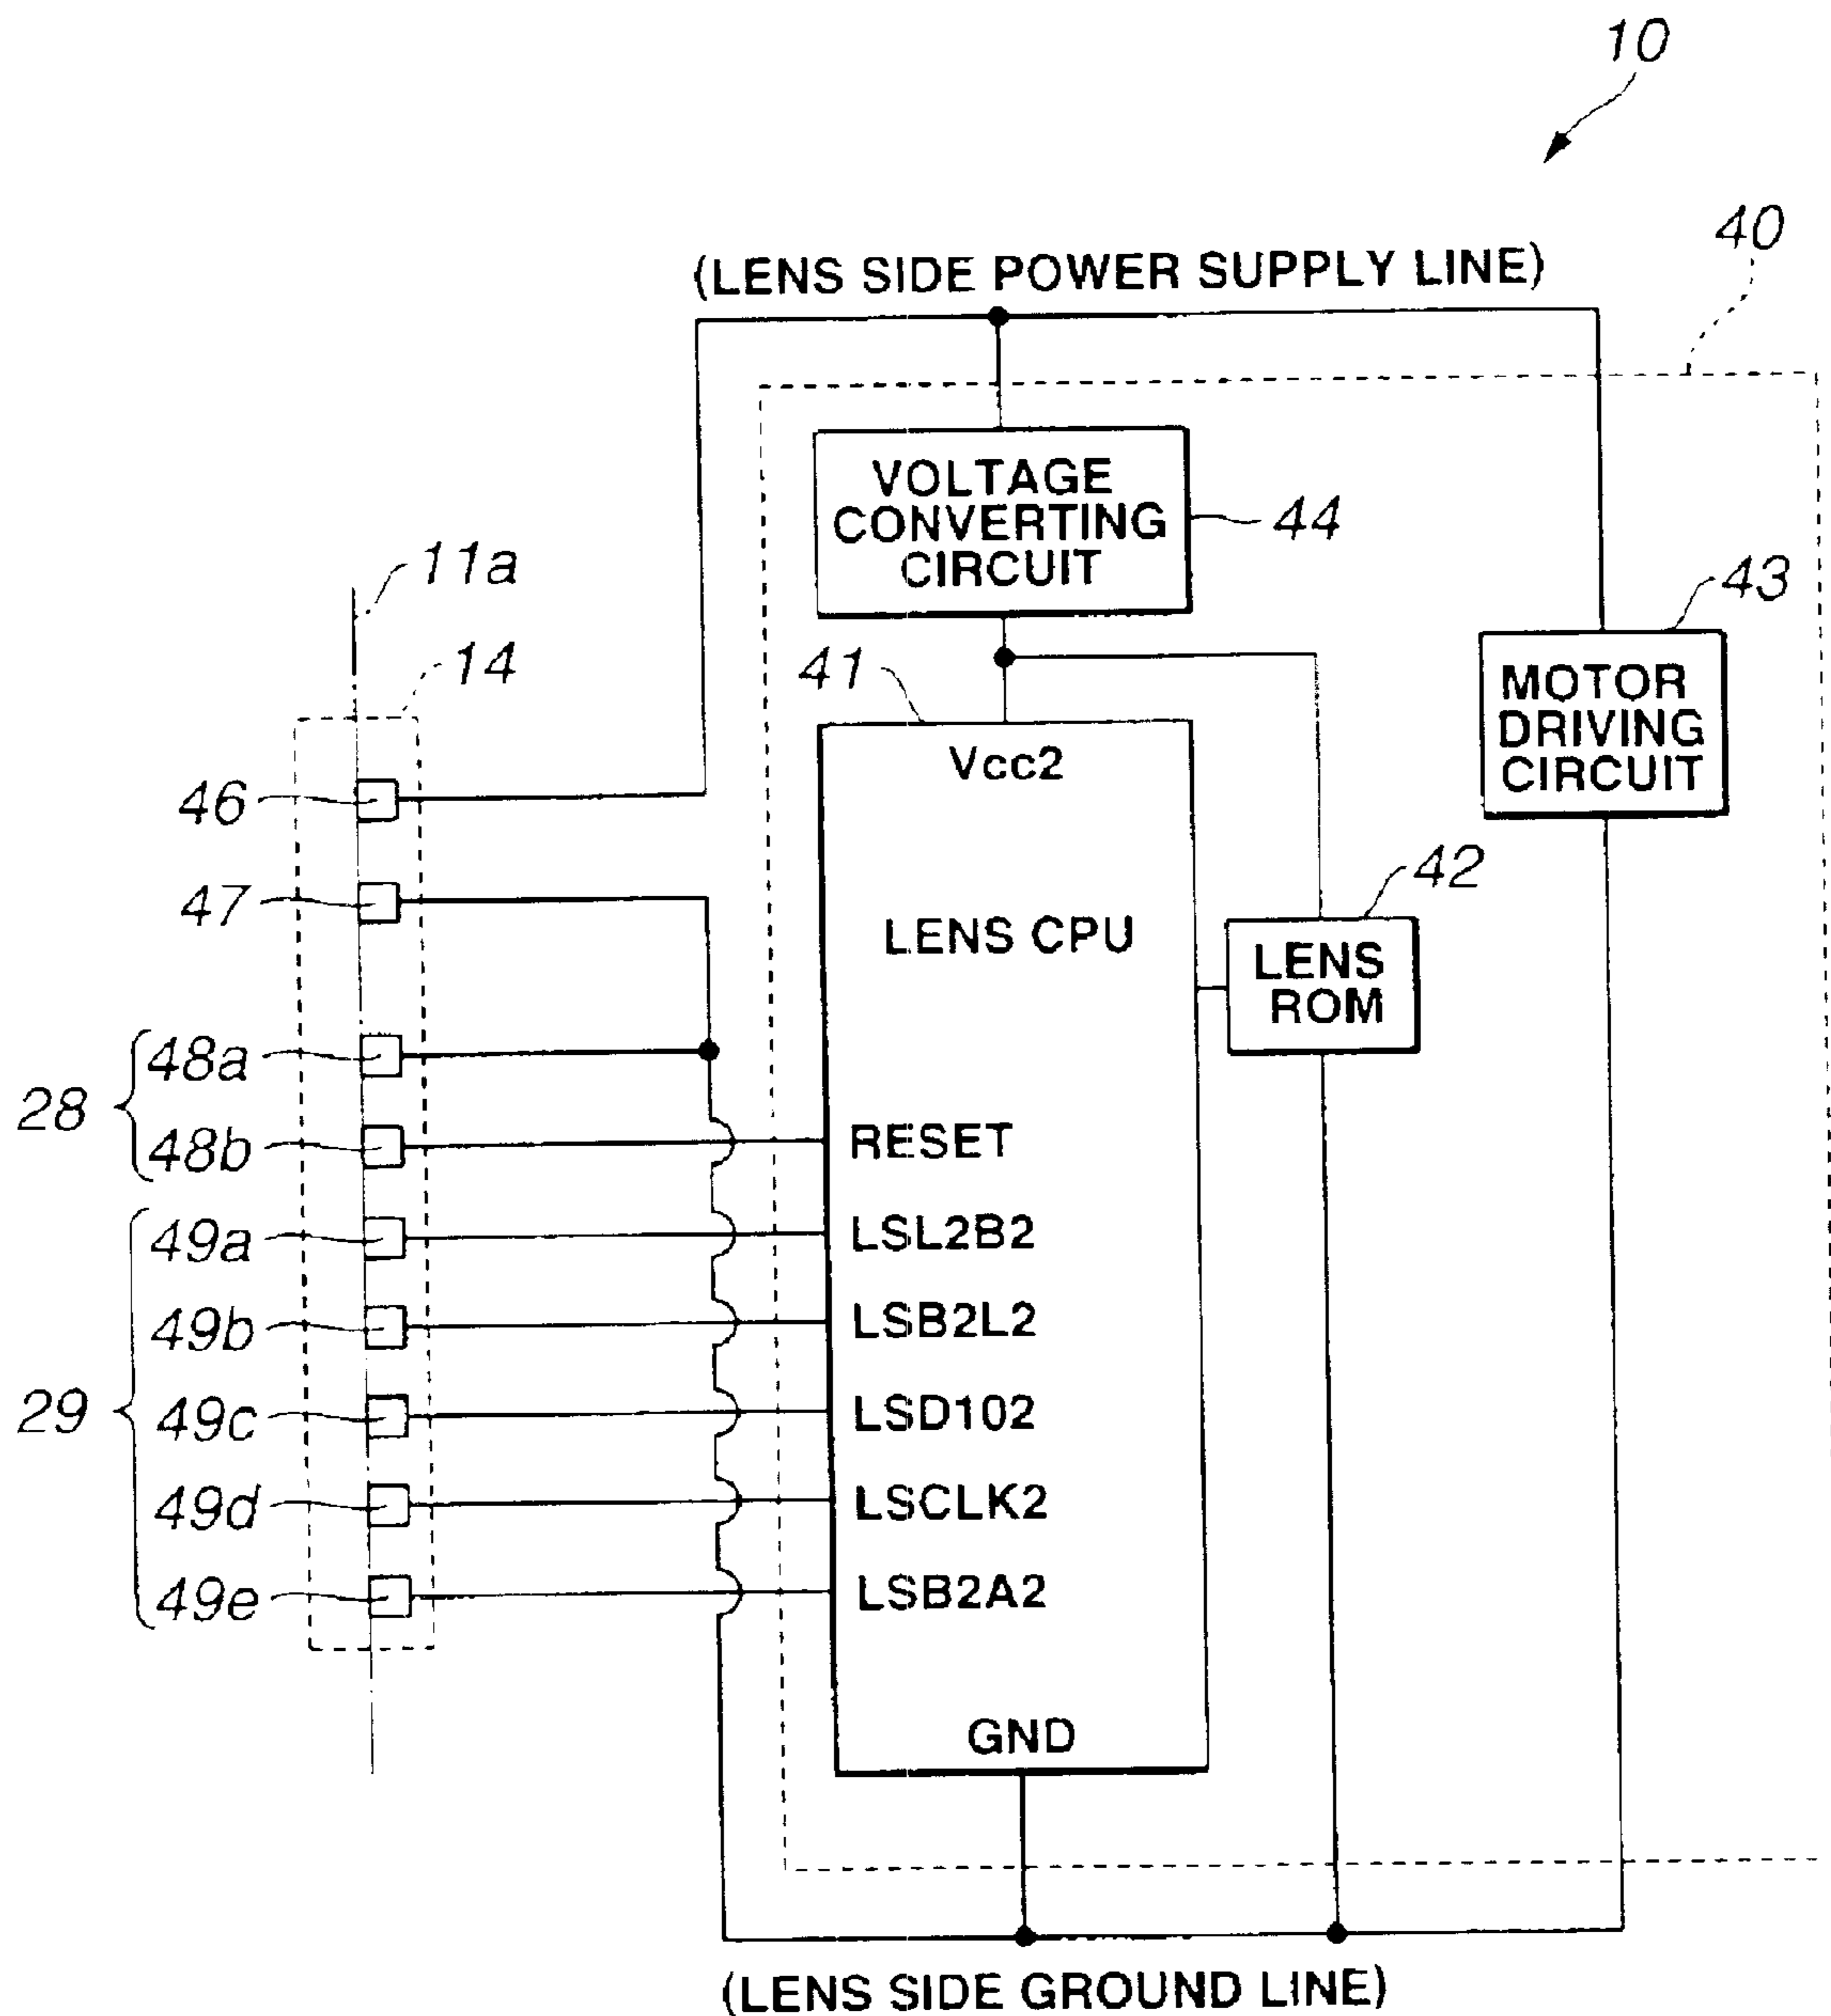 10
40
(LENS SIDE POWER SUPPLY LINE)
VOLTAGE
CONVERTING
CIRCUIT
44
11a
43
14
41
MOTOR
DRIVING
CIRCUIT
Vcc2
46
42
47
LENS CPU
LENS
ROM
28
48a
48b
RESET
49a
LSL2B2
49b
LSB2L2
29
49c
LSD102
49d
LSCLK2
49e
LSB2A2
GND
(LENS SIDE GROUND LINE)